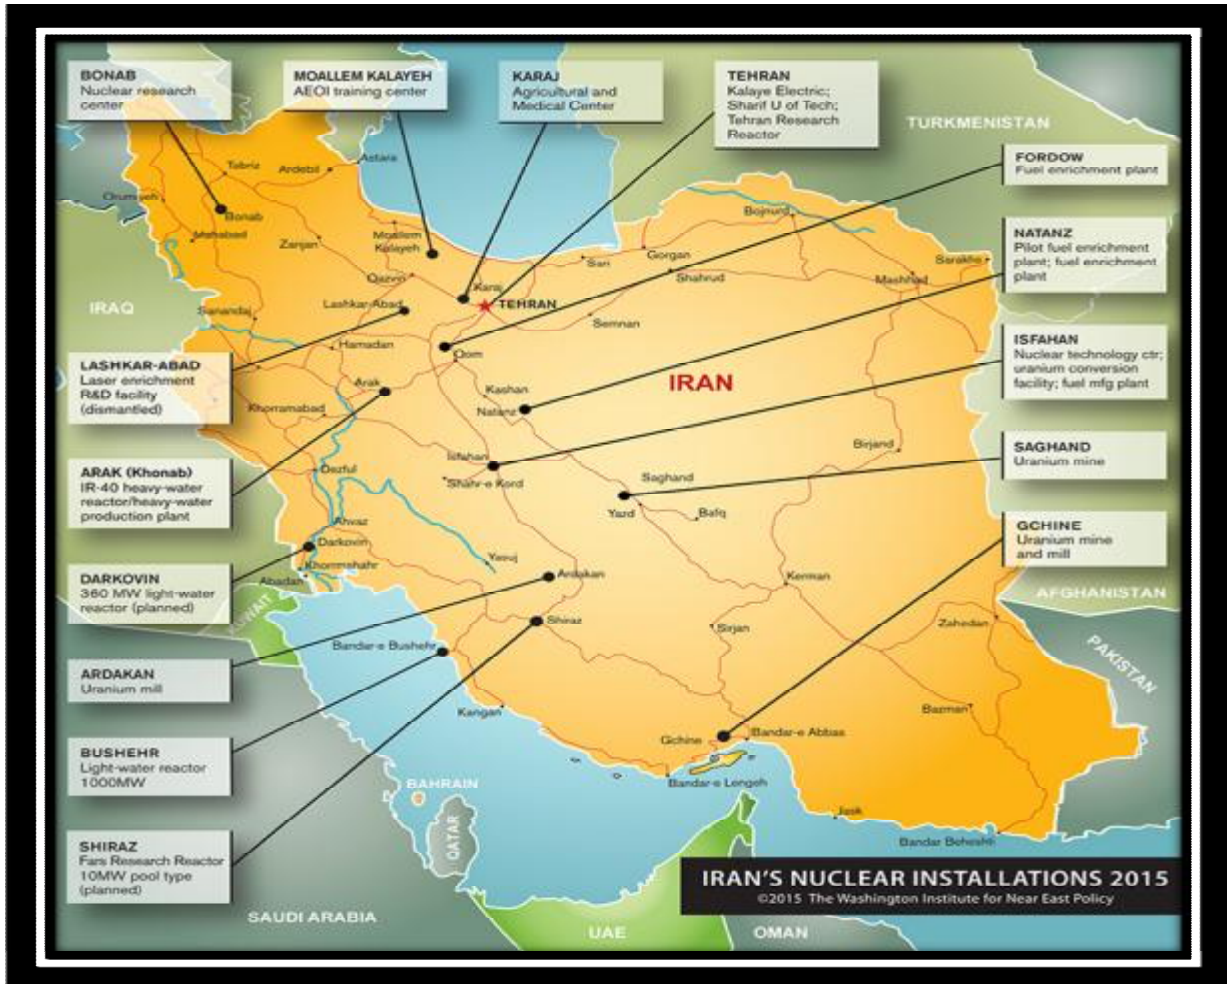 BONAB
Nuclear research
center
MOALLEM KALAYEH
AEOI training center
KARAJ
Agricultural and
Medical Center
TEHRAN
Kalaye Electric;
Sharif U of Tech;
Tehran Research
Reactor
TURKMENISTAN
FORDOW
Fuel enrichment plant
NATANZ
Pilot fuel enrichment
plant; fuel enrichment
plant
ISFAHAN
Nuclear technology ctr;
uranium conversion
facility; fuel mfg plant
SAGHAND
Uranium mine
GCHINE
Uranium mine
and mill
LASHKAR-ABAD
Laser enrichment
R&D facility
(dismantled)
ARAK (Khonab)
IR-40 heavy-water
reactor/heavy-water
production plant
DARKOVIN
360 MW light-water
reactor (planned)
ARDAKAN
Uranium mill
BUSHEHR
Light-water reactor
1000MW
SHIRAZ
Fars Research Reactor
10MW pool type
(planned)
Astara
Tabriz
Ardebil
Orumiyeh
Bonab
Mahabad
Zanjan
Moallem
Kalayeh
Qazvin
Karaj
TEHRAN
Sari
Gorgan
Bojnurd
Shahrud
Mashhad
Sarakhs
IRAQ
Lashkar-Abad
Sanandaj
Semnan
Hamadan
Qom
IRAN
Arak
Kashan
Natanz
Khorramabad
Birjand
Isfahan
Dezful
Shahr-e Kord
Saghand
Yazd
Bafq
Ahvaz
Darkovin
Khorrmshahr
Abadan
Yasuj
Ardakan
Kerman
AFGHANISTAN
KUWAIT
Shiraz
Sirjan
Zahedan
PAKISTAN
Bandar-e Bushehr
Kangan
Bazman
Gchine
Bandar-e Abbas
Bandar-e Lengeh
BAHRAIN
QATAR
Jask
Bandar Beheshti
SAUDI ARABIA
UAE
OMAN
IRAN'S NUCLEAR INSTALLATIONS 2015
©2015 The Washington Institute for Near East Policy